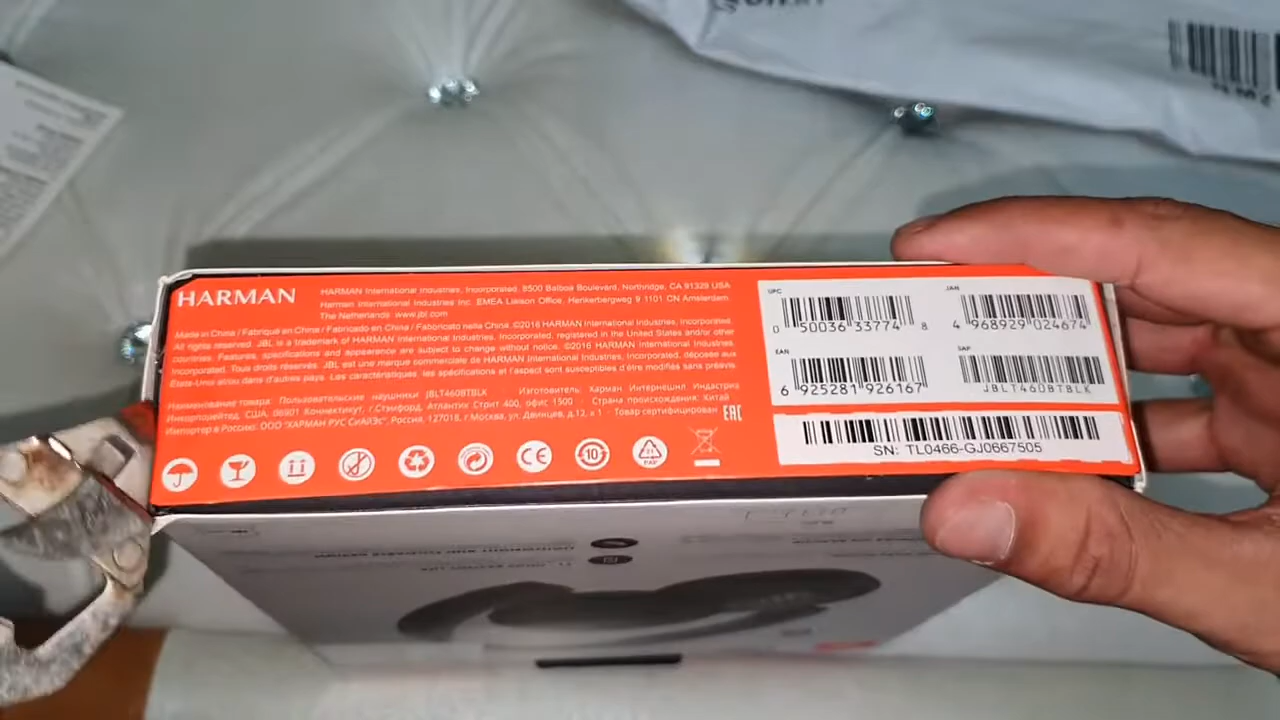 HARMAN
HARMAN International Industries, Incorporated. 8500 Balboa Boulevard, Northridge, CA 91329 USA
Harman International Industries Inc. EMEA Liaison Office, Herikerbergweg 9 1101 CN Amsterdam,
The Netherlands www.jbl.com
Made in China / Fabriqué en China / Fabricado en China / Fabbricato nella China. ©2016 HARMAN International Industries, Incorporated.
All rights reserved. JBL is a trademark of HARMAN International Industries, Incorporated, registered in the United States and/or other
countries. Features, specifications and appearance are subject to change without notice. ©2016 HARMAN International Industries,
Incorporated. Tous droits réservés. JBL est une marque commerciale de HARMAN International Industries, Incorporated, déposée aux
États-Unis et/ou dans d'autres pays. Les caractéristiques, les spécifications et l'aspect sont susceptibles d'être modifiés sans préavis
Наименование товара: Пользовательские наушники JBLT460BTBLK Изготовитель: Харман Интернешнл Индастриз
Инкорпорейтед, США, 06901 Коннектикут, г.Стэмфорд, Атлантик Стрит 400, офис 1500 Страна происхождения: Китай
Импортер в Россию: ООО "ХАРМАН РУС СиАйЭс", Россия, 127018, г.Москва, ул. Двинцев, д.12, к 1 Товар сертифицирован EAC
CE
10
21
PAP
UPC
0 50036 33774 8
JAN
4 968929 024674
EAN
6 925281 926167
SAP
JBLT460BTBLK
SN: TL0466-GJ0667505